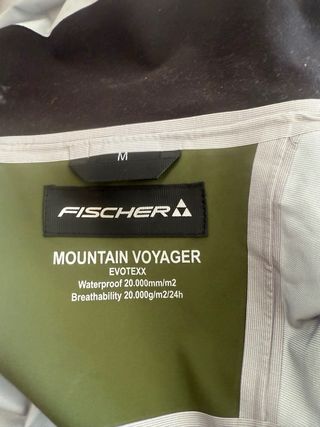 M
FISCHER
MOUNTAIN VOYAGER
EVOTEXX
Waterproof 20.000mm/m2
Breathability 20.000g/m2/24h